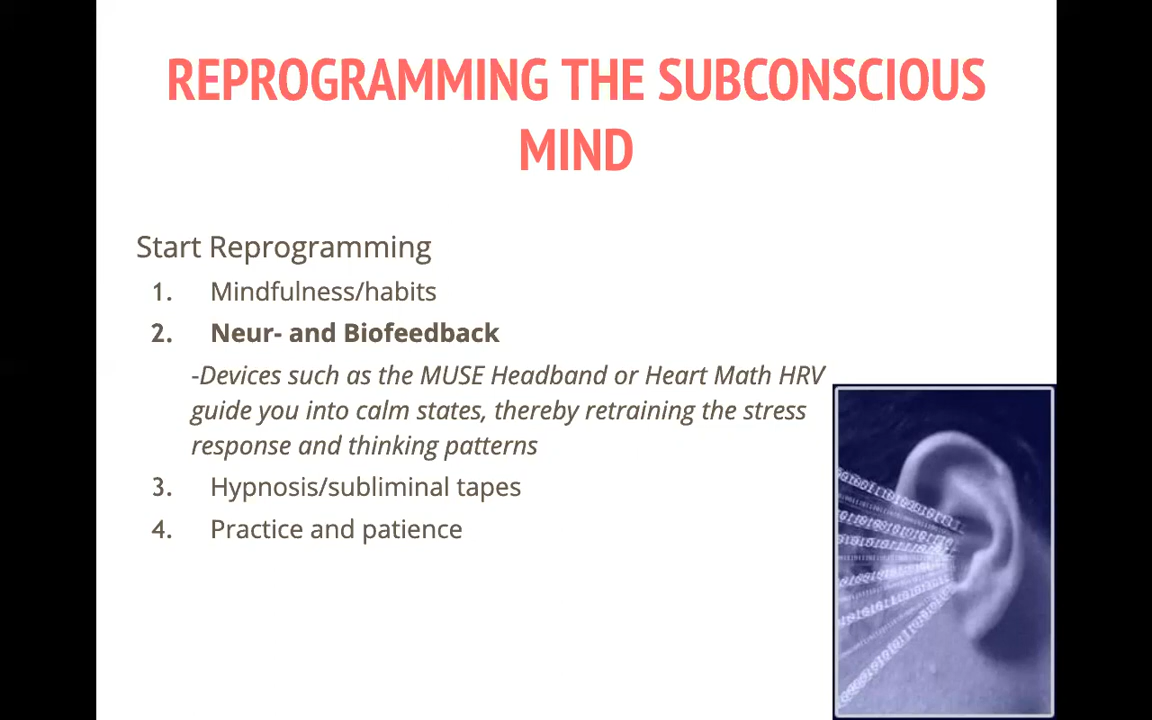 REPROGRAMMING THE SUBCONSCIOUS
MIND
Start Reprogramming
1. Mindfulness/habits
2. Neur- and Biofeedback
-Devices such as the MUSE Headband or Heart Math HRV
guide you into calm states, thereby retraining the stress
response and thinking patterns
3. Hypnosis/subliminal tapes
4. Practice and patience